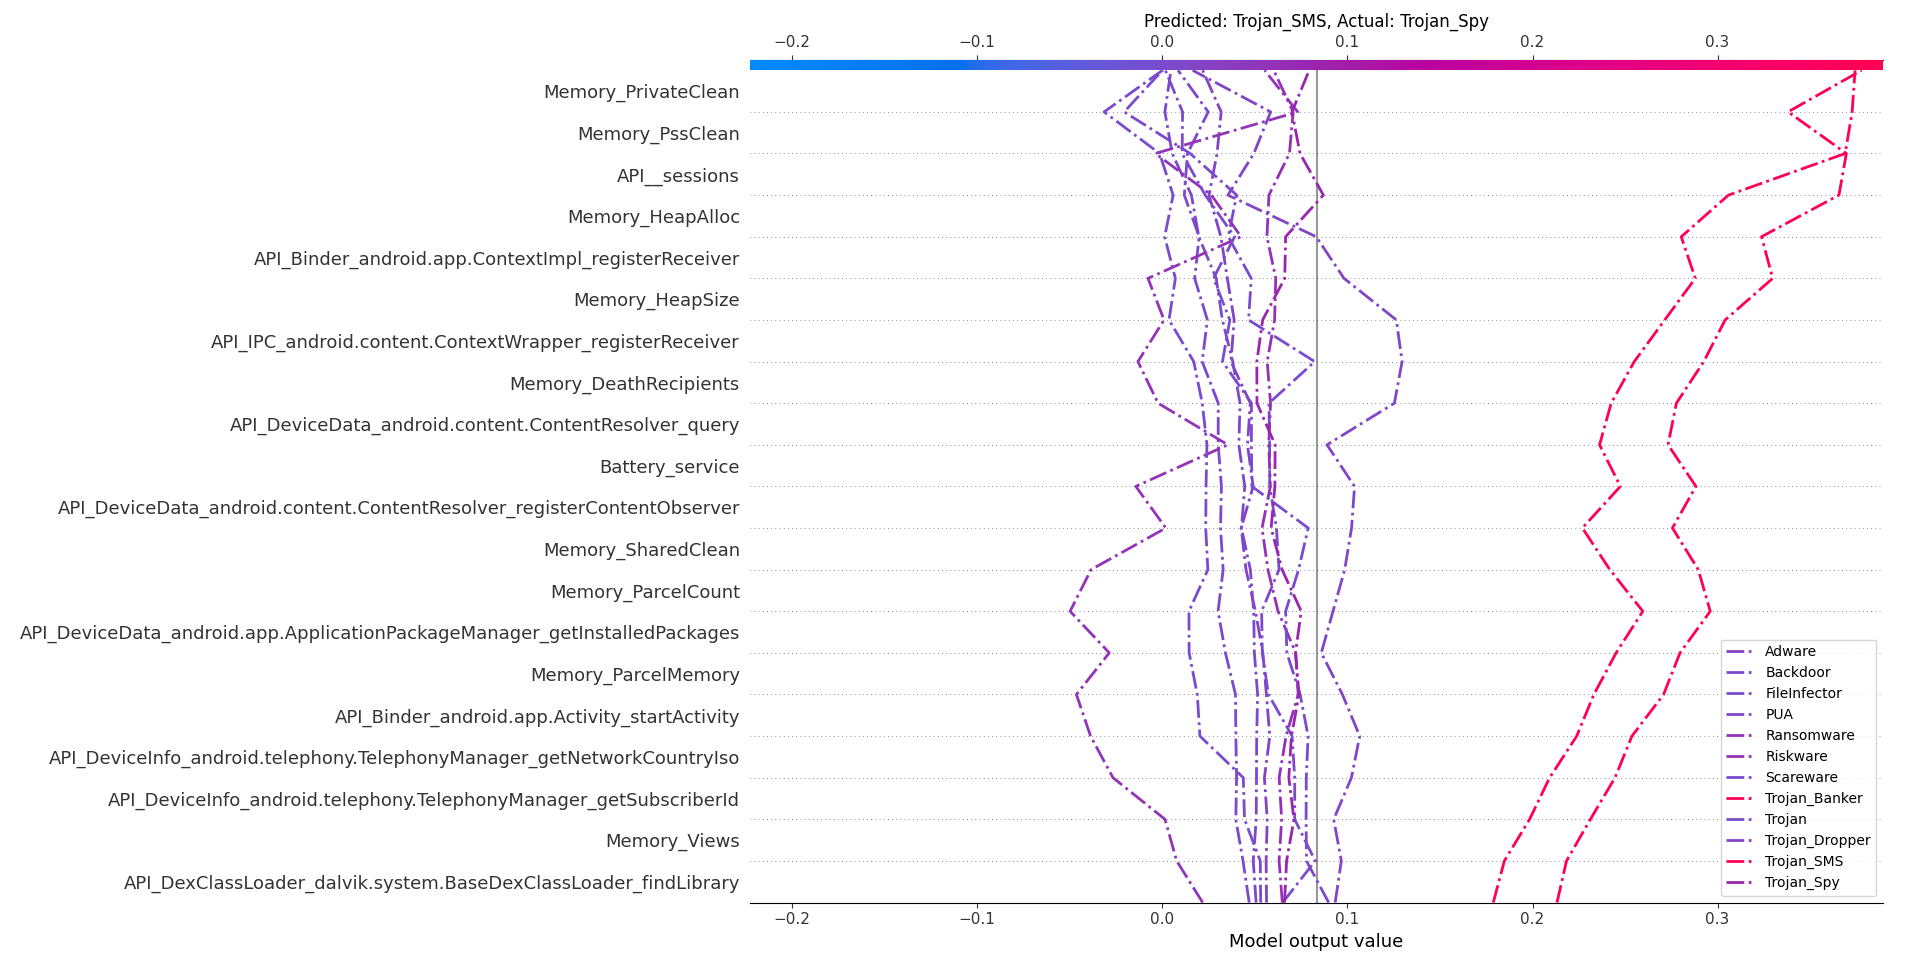 Predicted: Trojan_SMS, Actual: Trojan_Spy
−0.2 −0.1 0.0 0.1 0.2 0.3
Memory_PrivateClean
Memory_PssClean
API__sessions
Memory_HeapAlloc
API_Binder_android.app.ContextImpl_registerReceiver
Memory_HeapSize
API_IPC_android.content.ContextWrapper_registerReceiver
Memory_DeathRecipients
API_DeviceData_android.content.ContentResolver_query
Battery_service
API_DeviceData_android.content.ContentResolver_registerContentObserver
Memory_SharedClean
Memory_ParcelCount
API_DeviceData_android.app.ApplicationPackageManager_getInstalledPackages
Memory_ParcelMemory
API_Binder_android.app.Activity_startActivity
API_DeviceInfo_android.telephony.TelephonyManager_getNetworkCountryIso
API_DeviceInfo_android.telephony.TelephonyManager_getSubscriberId
Memory_Views
API_DexClassLoader_dalvik.system.BaseDexClassLoader_findLibrary
Adware
Backdoor
FileInfector
PUA
Ransomware
Riskware
Scareware
Trojan_Banker
Trojan
Trojan_Dropper
Trojan_SMS
Trojan_Spy
−0.2 −0.1 0.0 0.1 0.2 0.3
Model output value